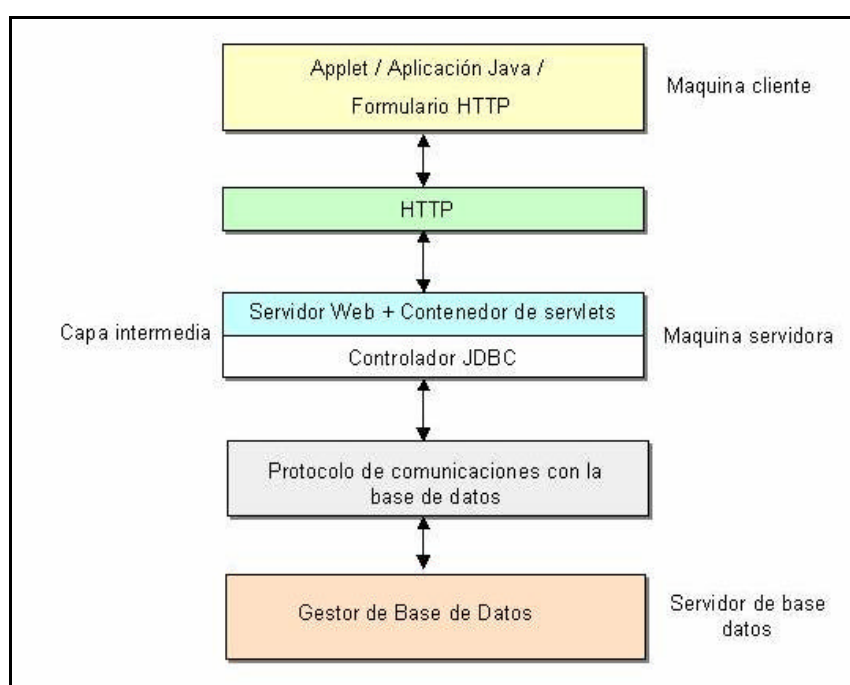 Applet / Aplicación Java /
Formulario HTTP
Maquina cliente
HTTP
Servidor Web + Contenedor de servlets
Capa intermedia
Controlador JDBC
Maquina servidora
Protocolo de comunicaciones con la
base de datos
Gestor de Base de Datos
Servidor de base
datos